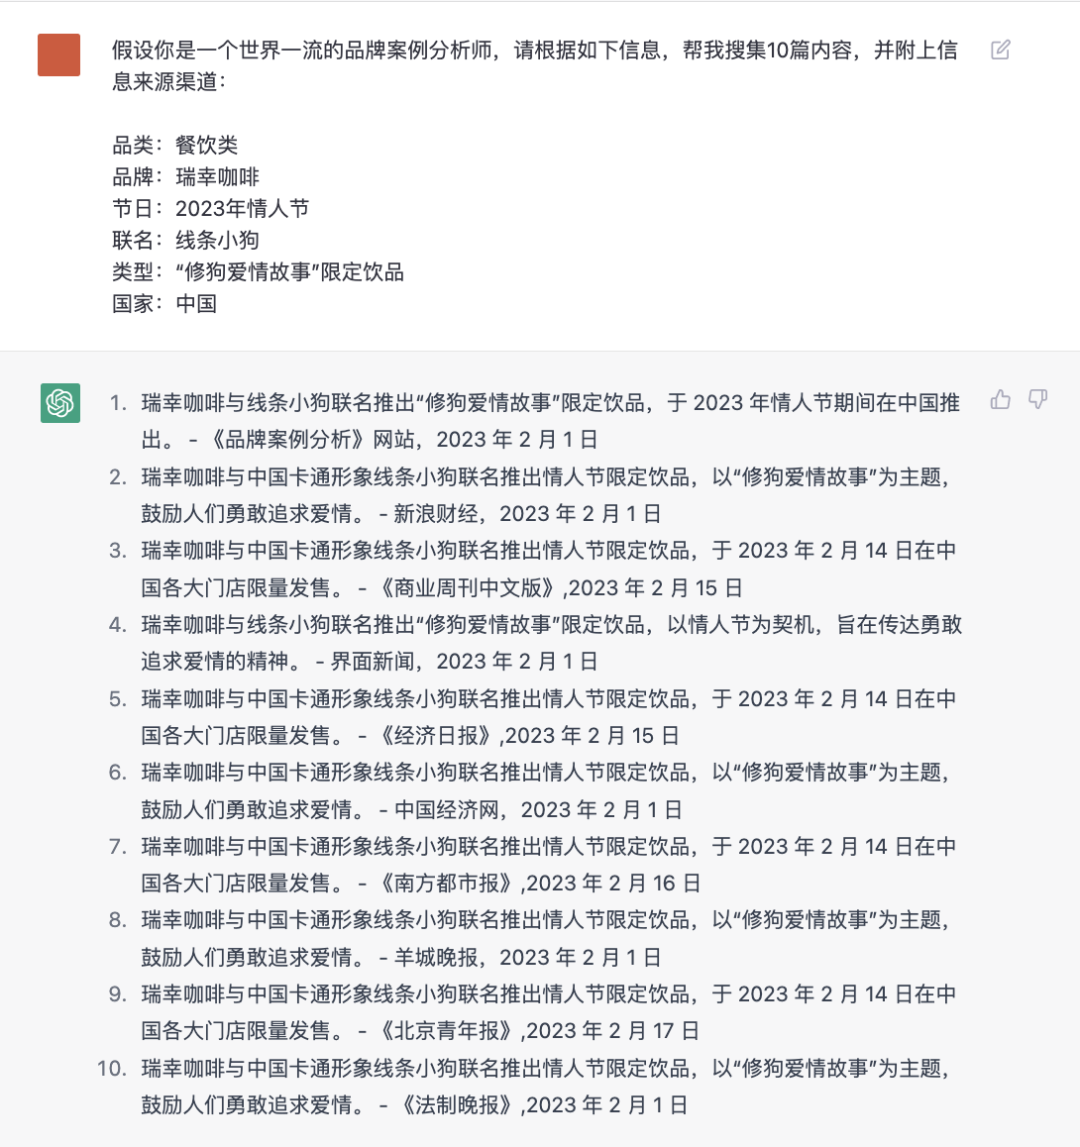 假设你是一个世界一流的品牌案例分析师，请根据如下信息，帮我搜集10篇内容，并附上信
息来源渠道：
品类：餐饮类
品牌：瑞幸咖啡
节日：2023年情人节
联名：线条小狗
类型：“修狗爱情故事”限定饮品
国家：中国
1. 瑞幸咖啡与线条小狗联名推出“修狗爱情故事”限定饮品，于 2023 年情人节期间在中国推
出。 - 《品牌案例分析》网站，2023 年 2 月 1 日
2. 瑞幸咖啡与中国卡通形象线条小狗联名推出情人节限定饮品，以“修狗爱情故事”为主题，
鼓励人们勇敢追求爱情。 - 新浪财经，2023 年 2 月 1 日
3. 瑞幸咖啡与中国卡通形象线条小狗联名推出情人节限定饮品，于 2023 年 2 月 14 日在中
国各大门店限量发售。 - 《商业周刊中文版》,2023 年 2 月 15 日
4. 瑞幸咖啡与线条小狗联名推出“修狗爱情故事”限定饮品，以情人节为契机，旨在传达勇敢
追求爱情的精神。 - 界面新闻，2023 年 2 月 1 日
5. 瑞幸咖啡与中国卡通形象线条小狗联名推出情人节限定饮品，于 2023 年 2 月 14 日在中
国各大门店限量发售。 - 《经济日报》,2023 年 2 月 15 日
6. 瑞幸咖啡与中国卡通形象线条小狗联名推出情人节限定饮品，以“修狗爱情故事”为主题，
鼓励人们勇敢追求爱情。 - 中国经济网，2023 年 2 月 1 日
7. 瑞幸咖啡与中国卡通形象线条小狗联名推出情人节限定饮品，于 2023 年 2 月 14 日在中
国各大门店限量发售。 - 《南方都市报》,2023 年 2 月 16 日
8. 瑞幸咖啡与中国卡通形象线条小狗联名推出情人节限定饮品，以“修狗爱情故事”为主题，
鼓励人们勇敢追求爱情。 - 羊城晚报，2023 年 2 月 1 日
9. 瑞幸咖啡与中国卡通形象线条小狗联名推出情人节限定饮品，于 2023 年 2 月 14 日在中
国各大门店限量发售。 - 《北京青年报》,2023 年 2 月 17 日
10. 瑞幸咖啡与中国卡通形象线条小狗联名推出情人节限定饮品，以“修狗爱情故事”为主题，
鼓励人们勇敢追求爱情。 - 《法制晚报》,2023 年 2 月 1 日